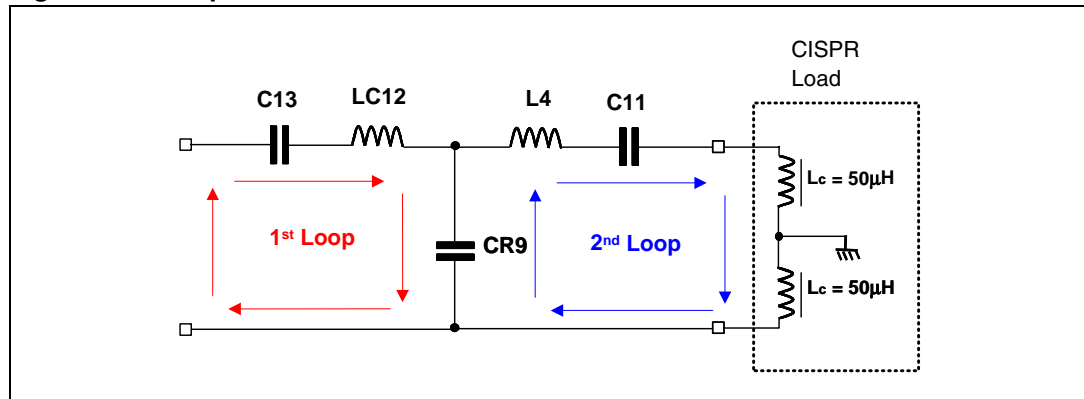 CISPR
Load
C13
LC12
L4
C11
Lc = 50μH
1st Loop
CR9
2nd Loop
Lc = 50μH